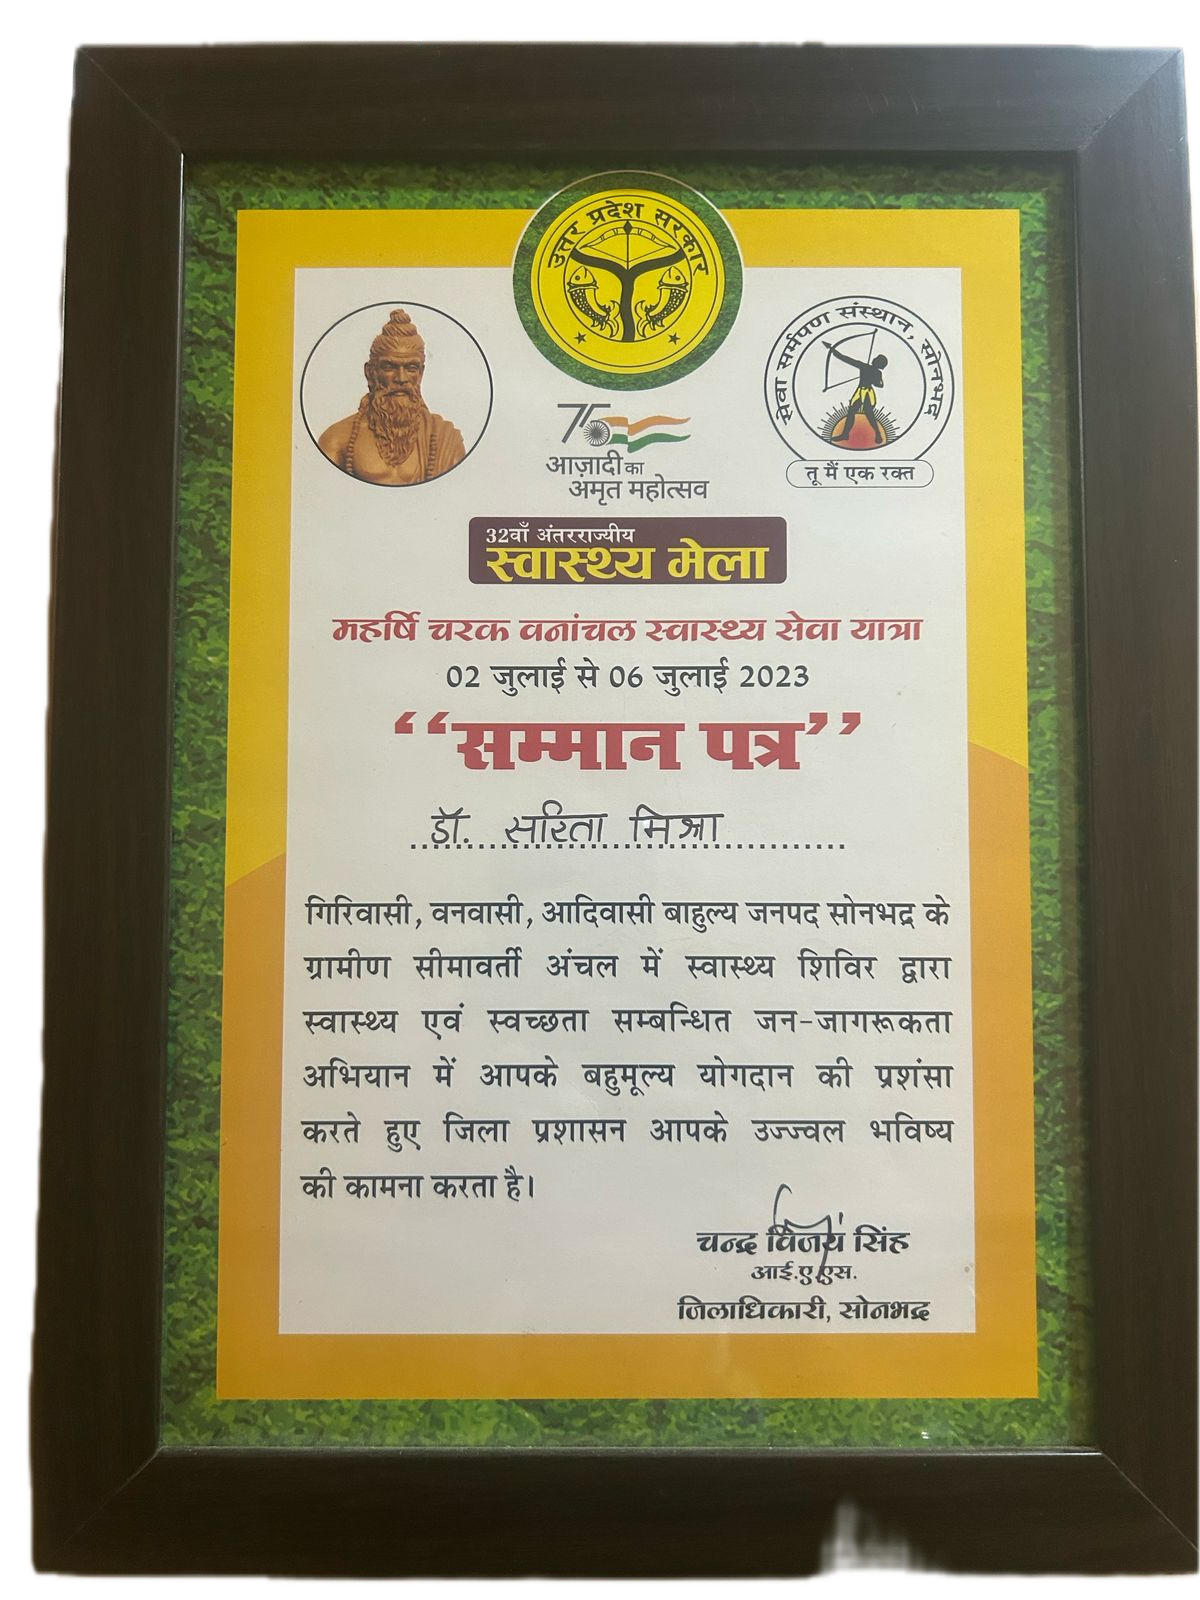 उत्तर प्रदेश सरकार
सेवा सर्मपण संस्थान, सोनभद्र
तू मैं एक रक्त
75
आज़ादी का
अमृत महोत्सव
32वाँ अंतरराज्यीय
स्वास्थ्य मेला
महर्षि चरक वनांचल स्वास्थ्य सेवा यात्रा
02 जुलाई से 06 जुलाई 2023
‘‘सम्मान पत्र’’
डॉ. सरिता मिश्रा
गिरिवासी, वनवासी, आदिवासी बाहुल्य जनपद सोनभद्र के
ग्रामीण सीमावर्ती अंचल में स्वास्थ्य शिविर द्वारा
स्वास्थ्य एवं स्वच्छता सम्बन्धित जन-जागरूकता
अभियान में आपके बहुमूल्य योगदान की प्रशंसा
करते हुए जिला प्रशासन आपके उज्ज्वल भविष्य
की कामना करता है।
चन्द्र विजय सिंह
आई.ए.एस.
जिलाधिकारी, सोनभद्र